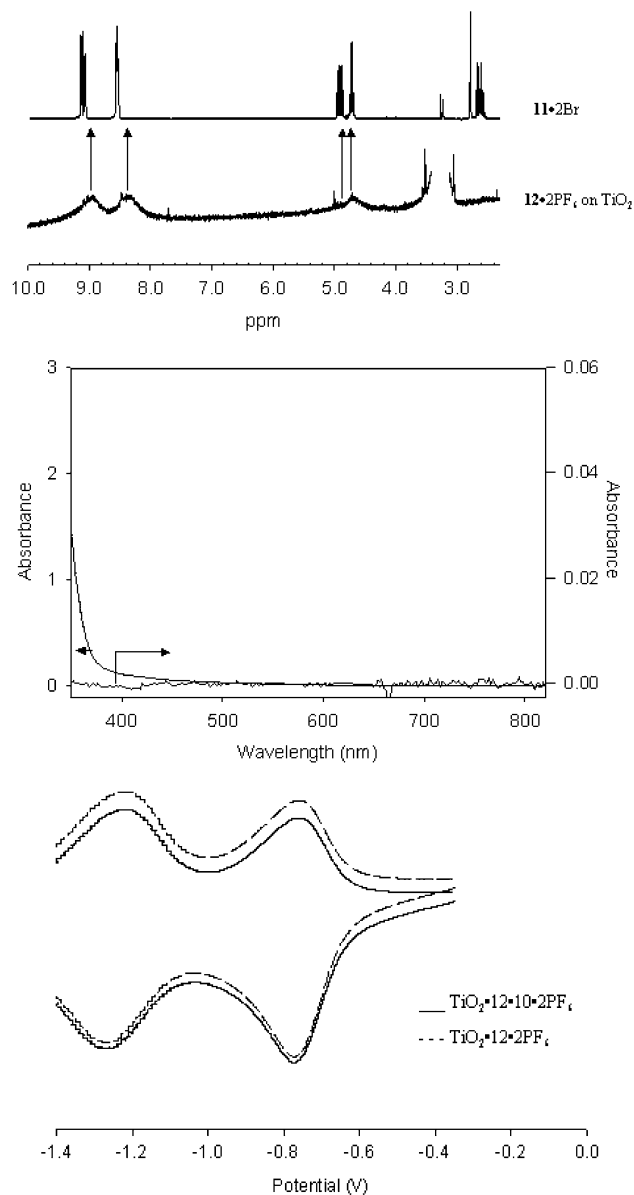 11•2Br
12•2PF₆ on TiO₂
10.0 9.0 8.0 7.0 6.0 5.0 4.0 3.0
ppm
3 0.06
2 0.04
1 0.02
0 0.00
Absorbance
Absorbance
400 500 600 700 800
Wavelength (nm)
TiO₂•12•10•2PF₆
TiO₂•12•2PF₆
-1.4 -1.2 -1.0 -0.8 -0.6 -0.4 -0.2 0.0
Potential (V)